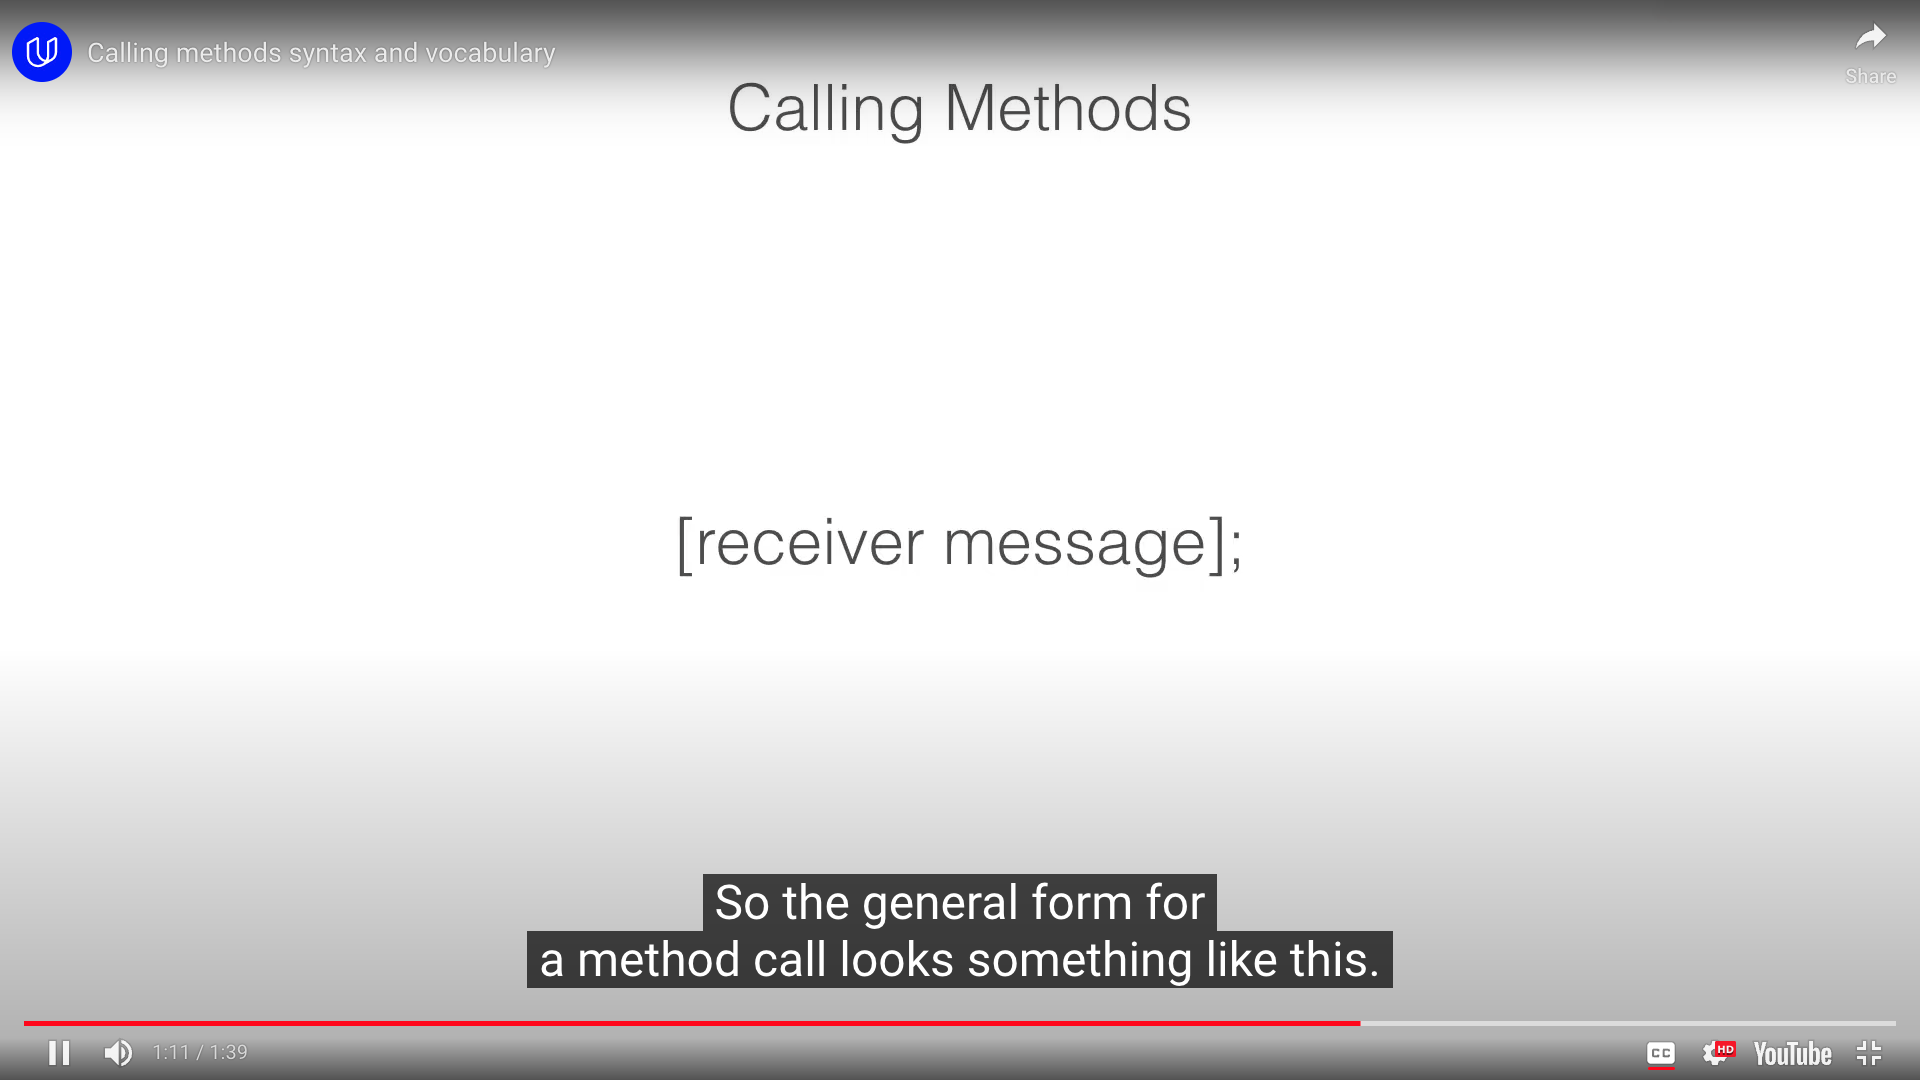 Calling methods syntax and vocabulary
Share
Calling Methods
[receiver message];
So the general form for
a method call looks something like this.
1:11 / 1:39
CC
HD
YouTube